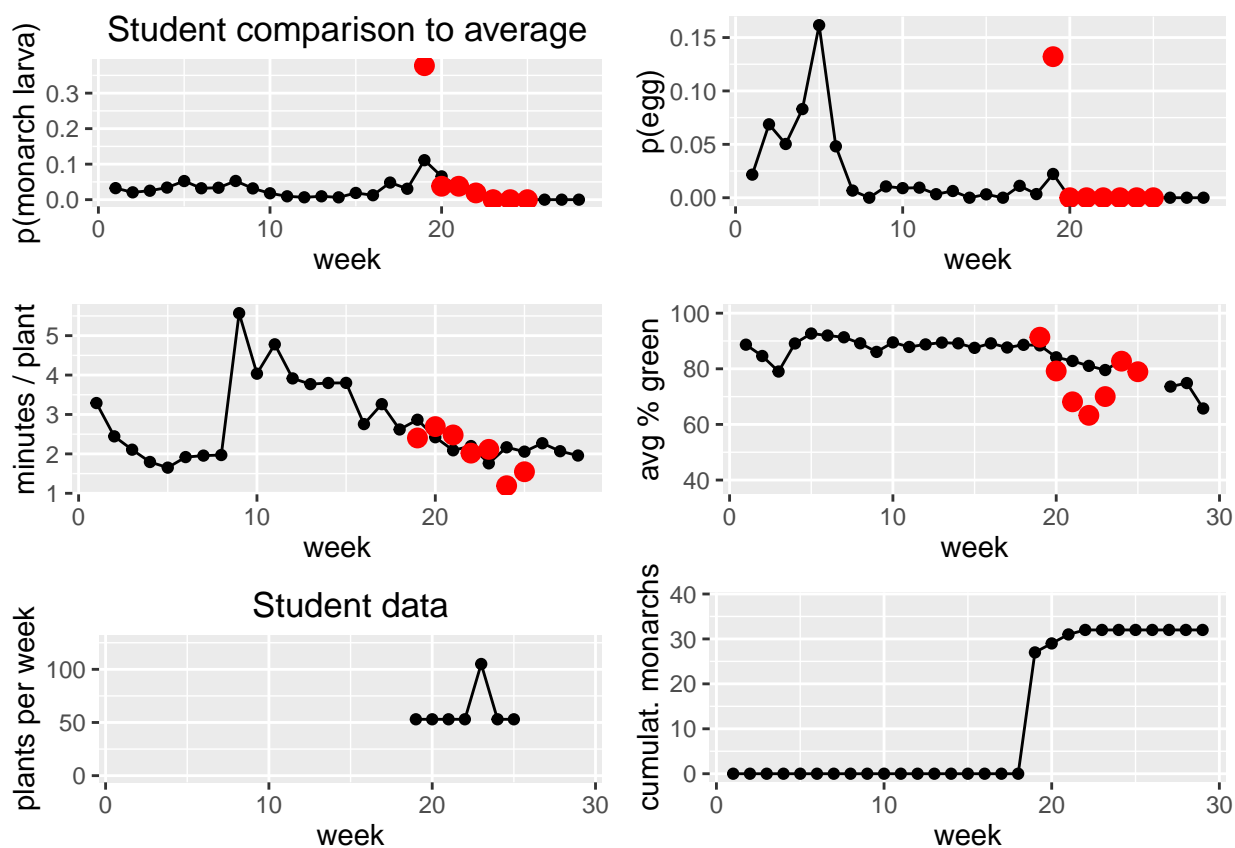 Student comparison to average
p(monarch larva)
0.3
0.2
0.1
0.0
0 10 20
week
p(egg)
0.15
0.10
0.05
0.00
0 10 20
week
minutes / plant
5
4
3
2
1
0 10 20
week
avg % green
100
80
60
40
0 10 20 30
week
Student data
plants per week
100
50
0
0 10 20 30
week
cumulat. monarchs
40
30
20
10
0
0 10 20 30
week